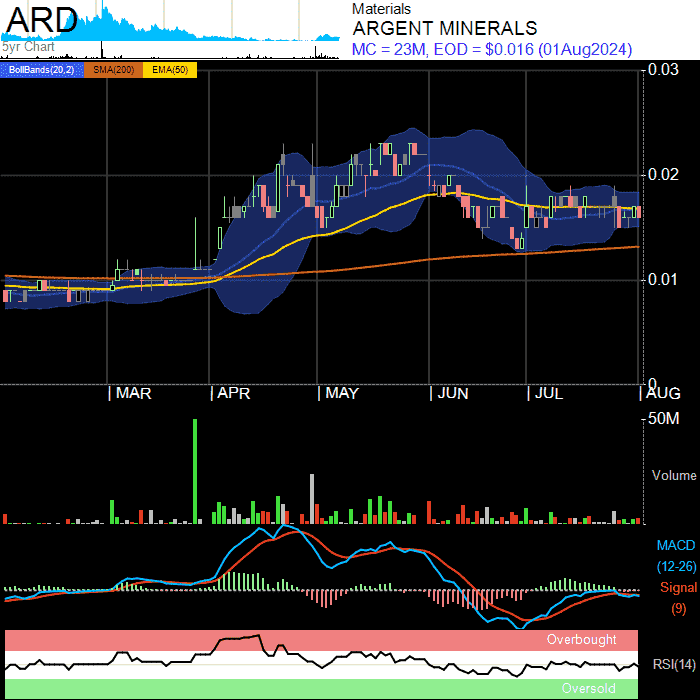 ARD
5yr Chart
Materials
ARGENT MINERALS
MC = 23M, EOD = $0.016 (01Aug2024)
BollBands(20,2) SMA(200) EMA(50)
0.03
0.02
0.01
0
MAR APR MAY JUN JUL AUG
50M
Volume
MACD
(12-26)
Signal
(9)
Overbought
RSI(14)
Oversold